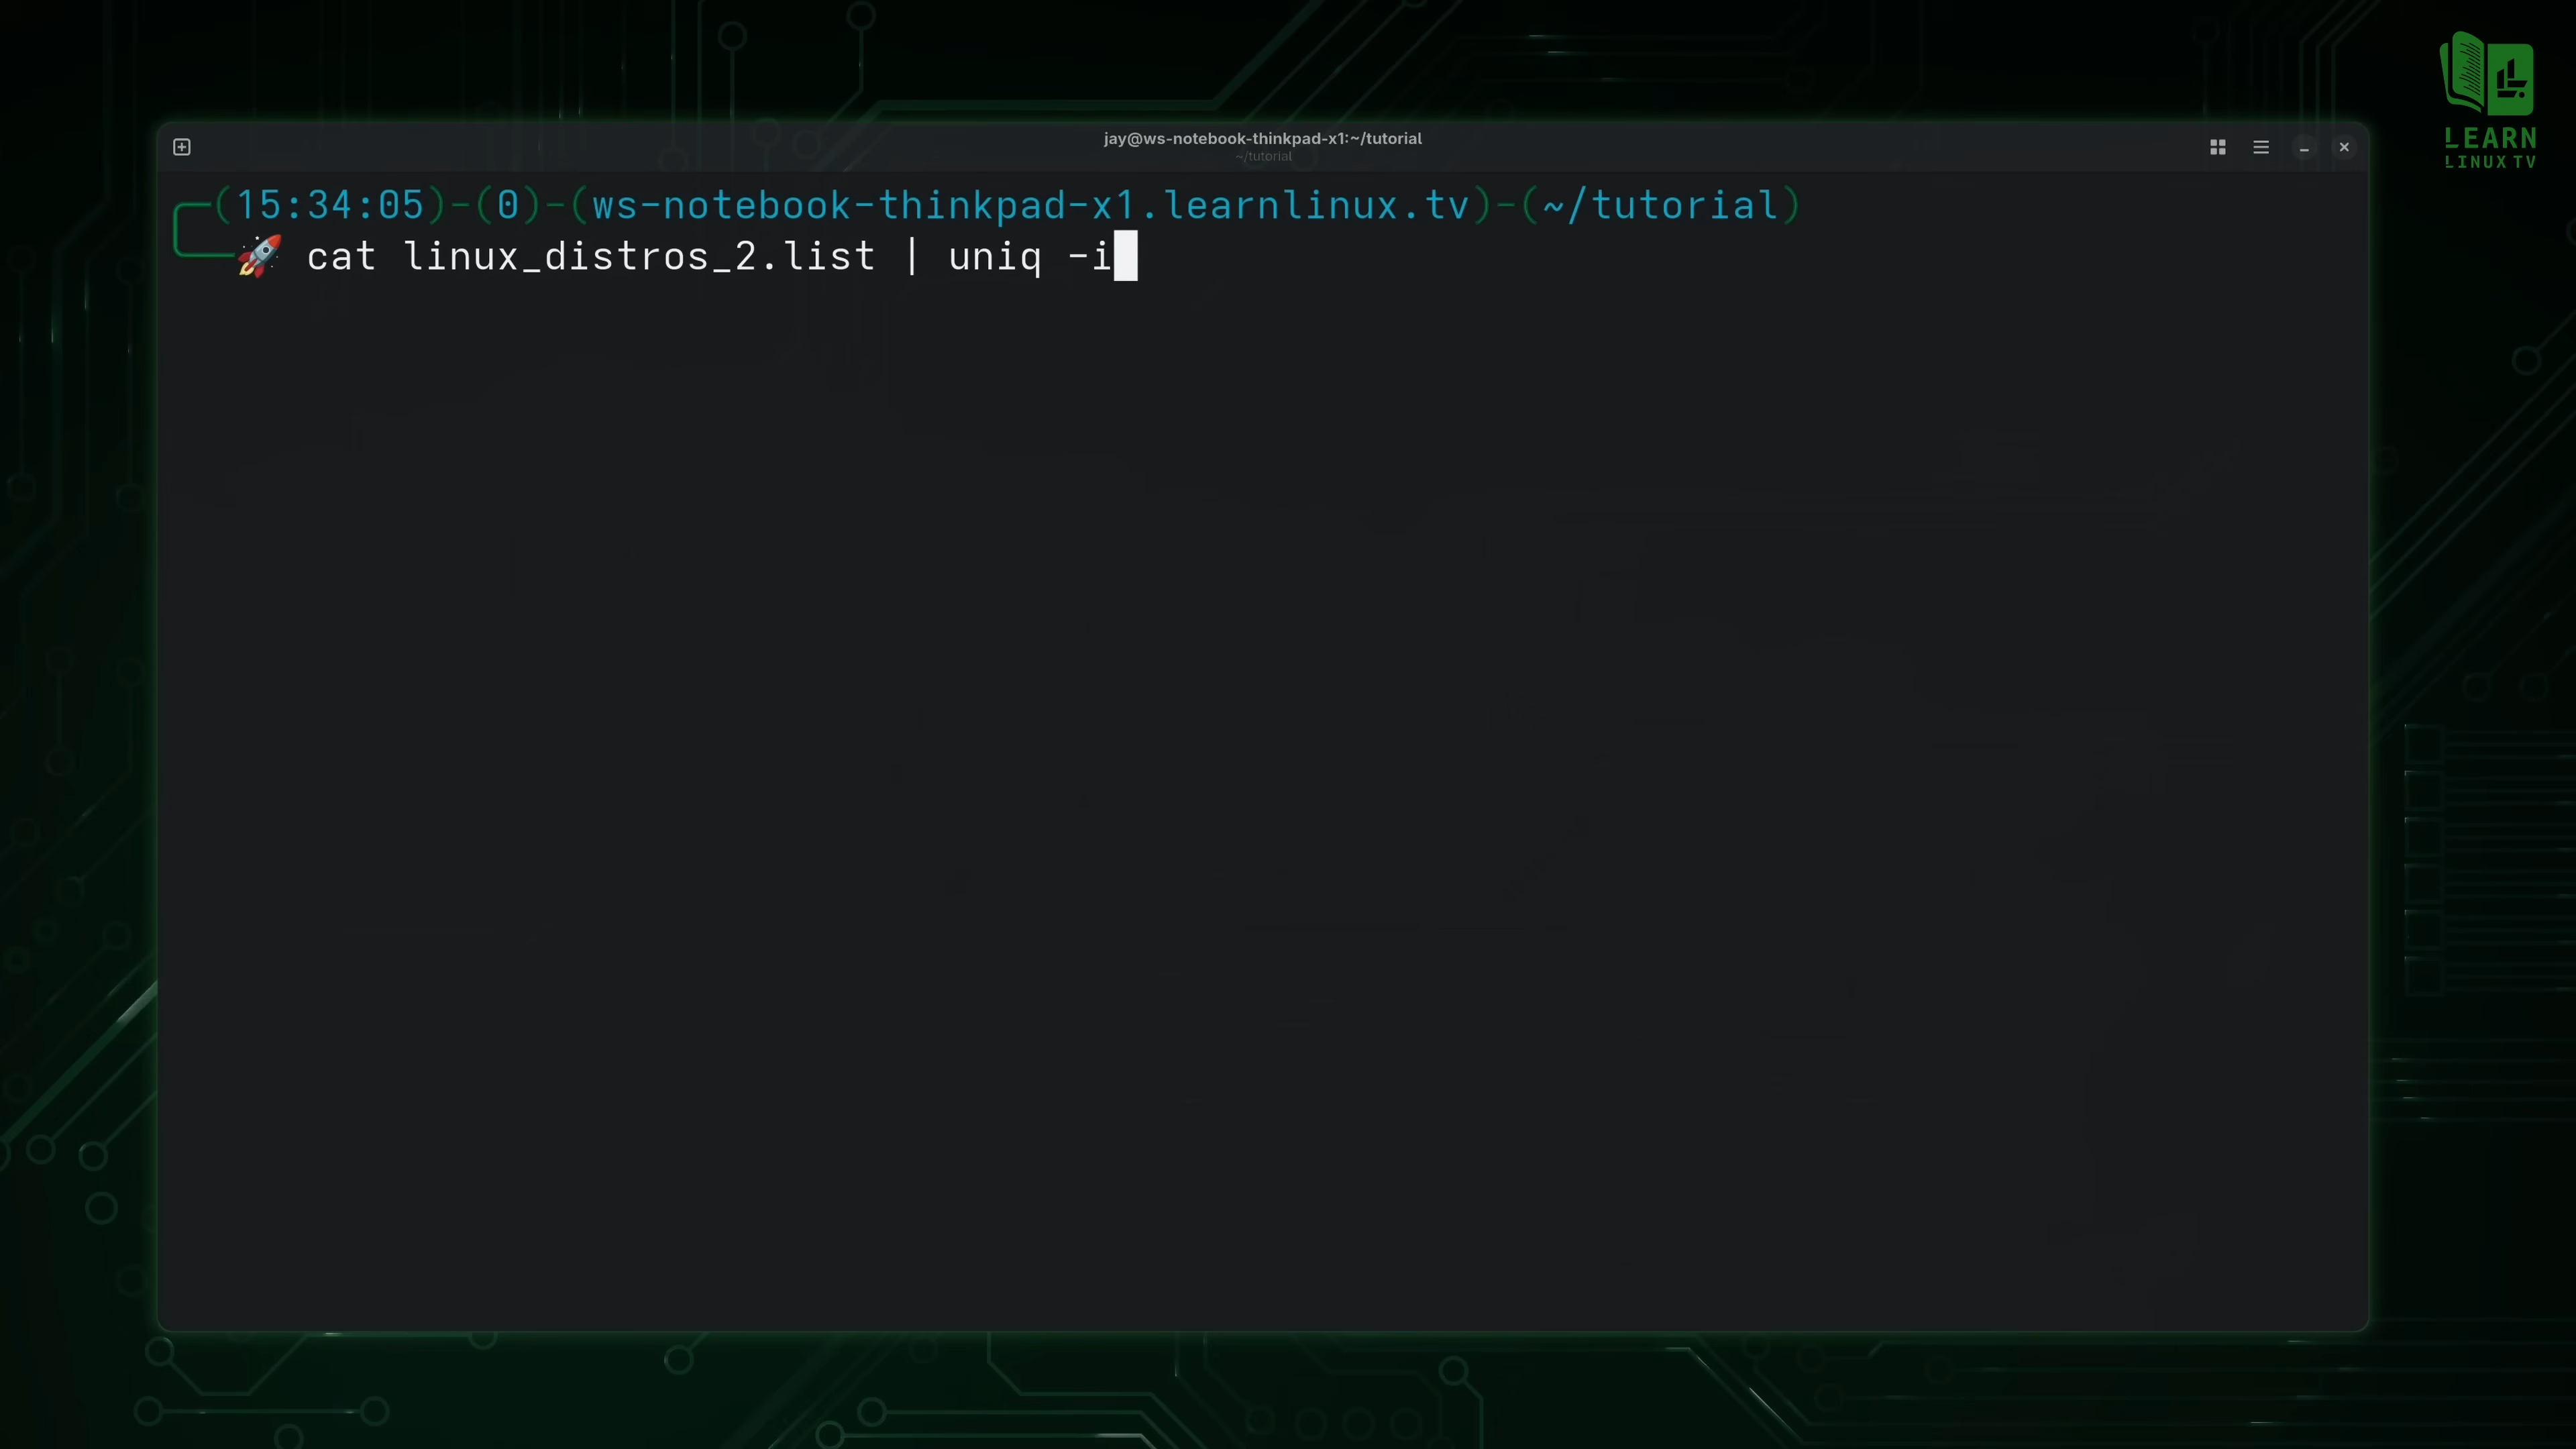 jay@ws-notebook-thinkpad-x1:~/tutorial
~/tutorial
(15:34:05)-(0)-(ws-notebook-thinkpad-x1.learnlinux.tv)-(~/tutorial)
🚀 cat linux_distros_2.list | uniq -i
LEARN
LINUX TV